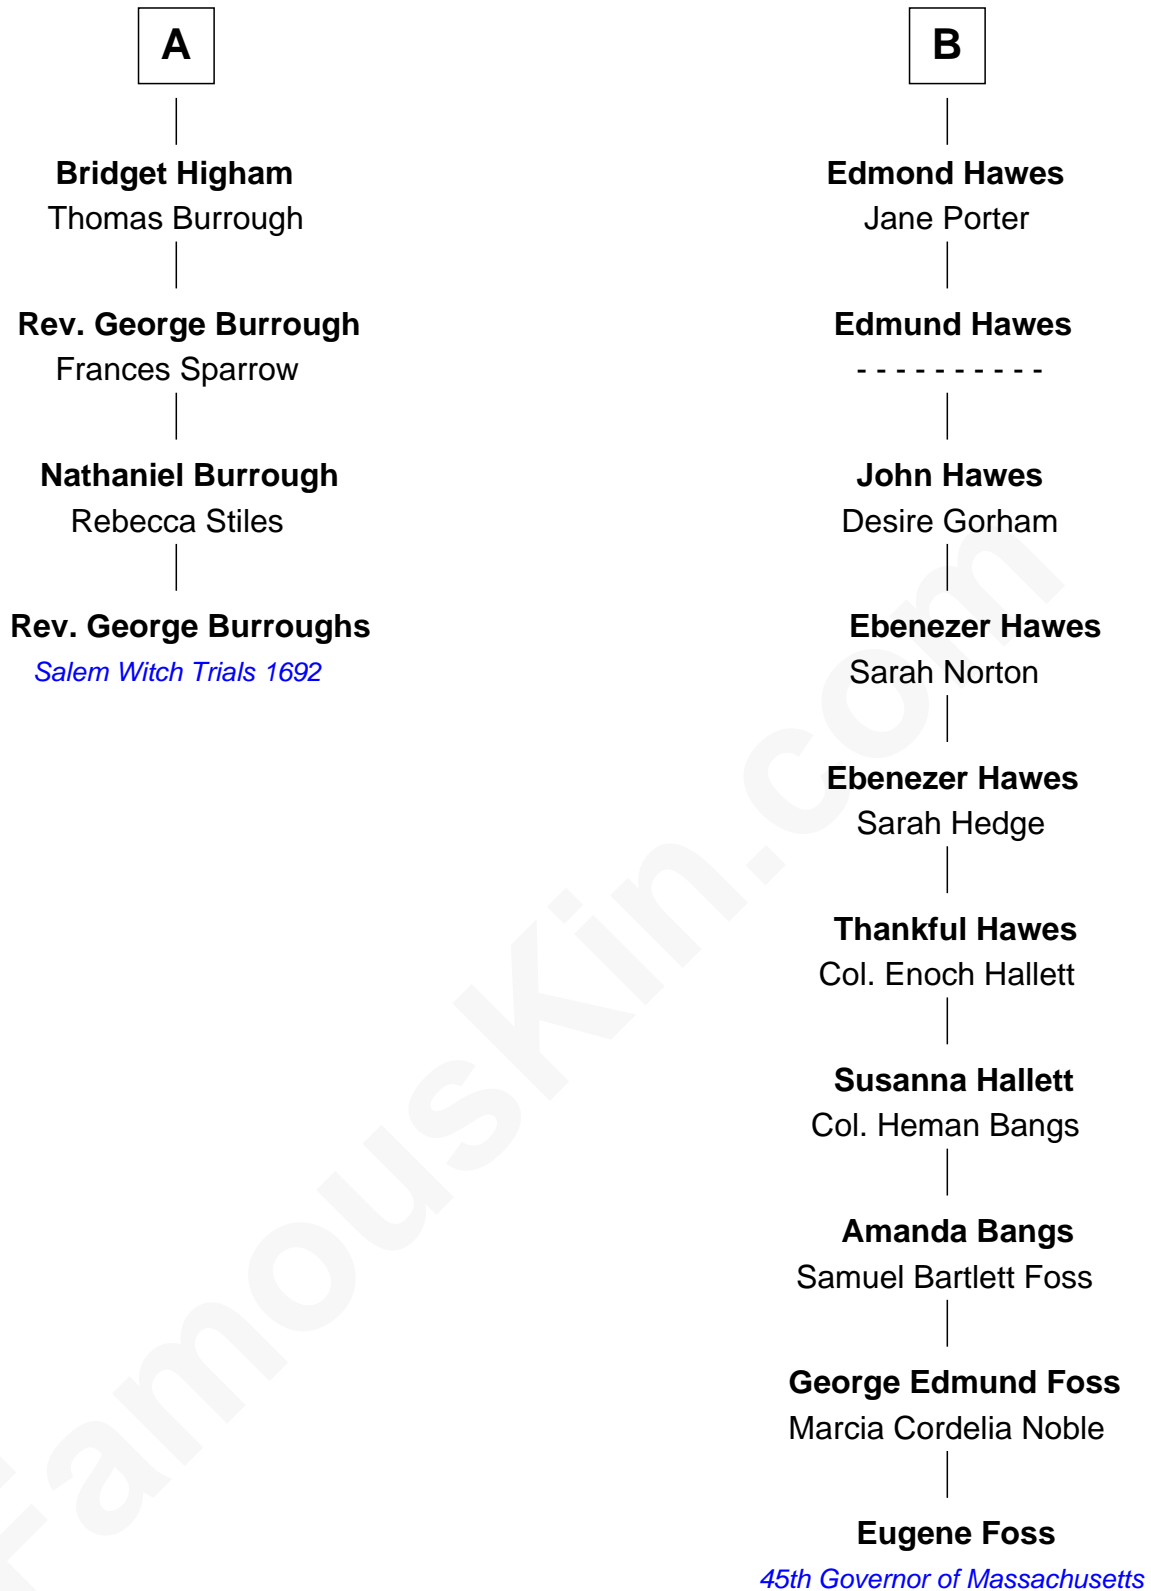 A
Bridget Higham
Thomas Burrough
Rev. George Burrough
Frances Sparrow
Nathaniel Burrough
Rebecca Stiles
Rev. George Burroughs
Salem Witch Trials 1692
B
Edmond Hawes
Jane Porter
Edmund Hawes
- - - - - - - - - -
John Hawes
Desire Gorham
Ebenezer Hawes
Sarah Norton
Ebenezer Hawes
Sarah Hedge
Thankful Hawes
Col. Enoch Hallett
Susanna Hallett
Col. Heman Bangs
Amanda Bangs
Samuel Bartlett Foss
George Edmund Foss
Marcia Cordelia Noble
Eugene Foss
45th Governor of Massachusetts
FamousKin.com